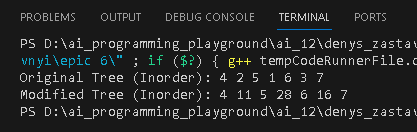 PROBLEMS OUTPUT DEBUG CONSOLE TERMINAL PORTS
PS D:\ai_programming_playground\ai_12\denys_zastav
vnyi\epic 6\" ; if ($?) { g++ tempCodeRunnerFile.c
Original Tree (Inorder): 4 2 5 1 6 3 7
Modified Tree (Inorder): 4 11 5 28 6 16 7
PS D:\ai_programming_playground\ai_12\denys_zastav